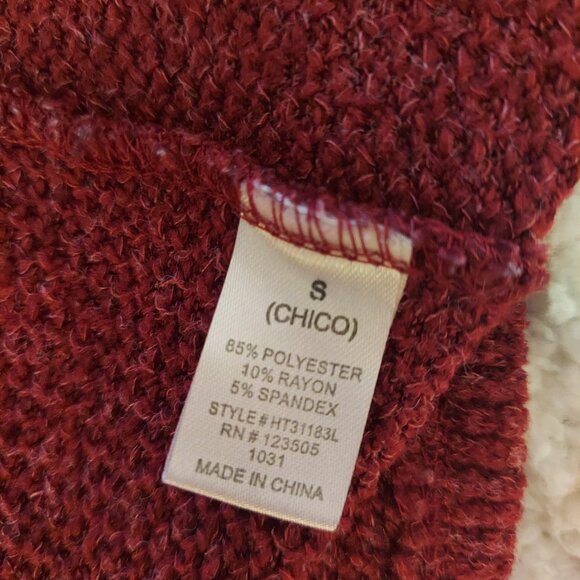 S
(CHICO)
85% POLYESTER
10% RAYON
5% SPANDEX
STYLE # HT31183L
RN # 123505
1031
MADE IN CHINA